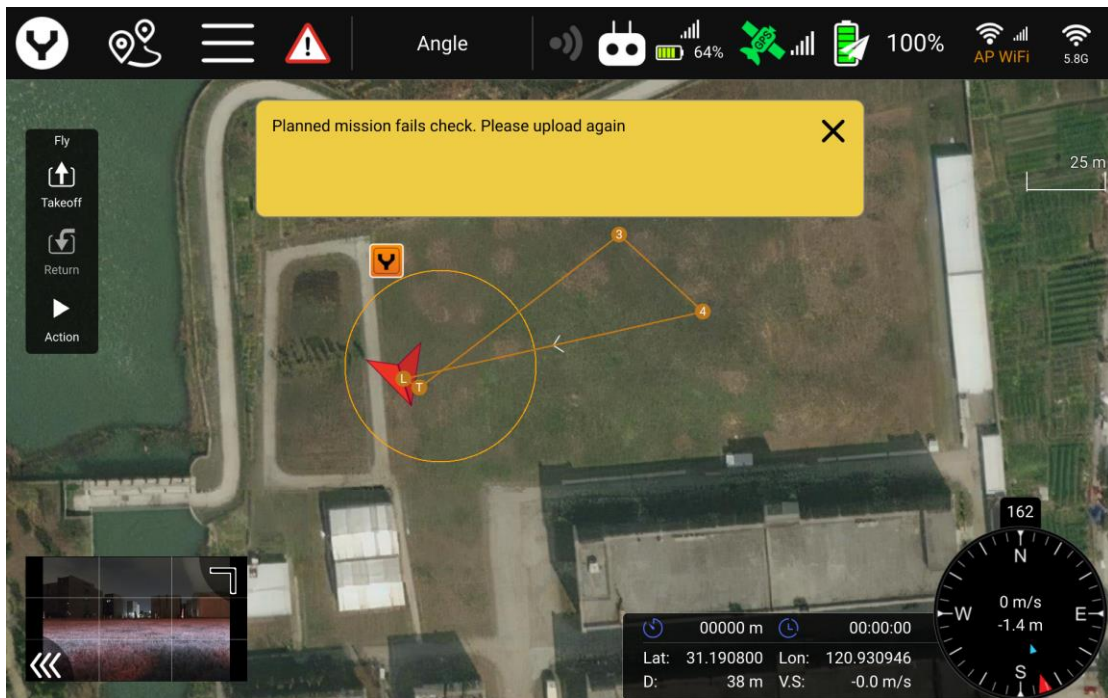 Angle
64%
GPS
100%
AP WiFi
5.8G
Planned mission fails check. Please upload again
Fly
Takeoff
Return
Action
25 m
3
4
L
T
162
N
W
E
S
0 m/s
-1.4 m
00000 m
00:00:00
Lat: 31.190800 Lon: 120.930946
D: 38 m V.S: -0.0 m/s